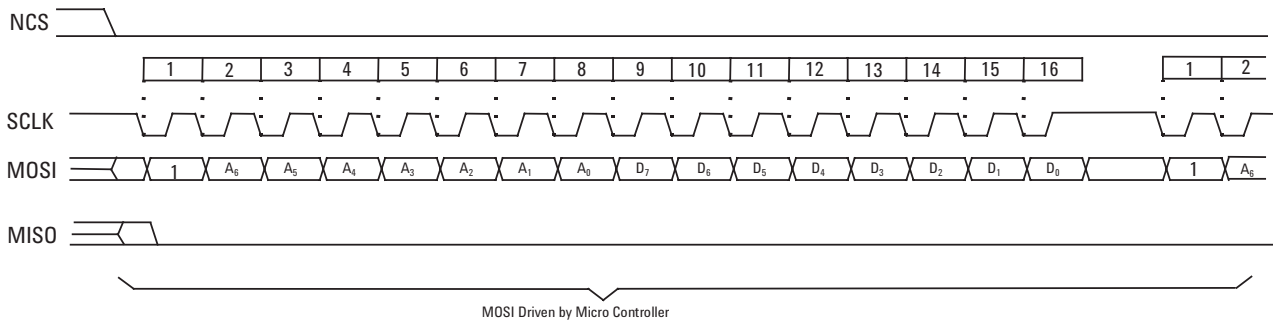 NCS
1 2 3 4 5 6 7 8 9 10 11 12 13 14 15 16 1 2
SCLK
MOSI 1 A6 A5 A4 A3 A2 A1 A0 D7 D6 D5 D4 D3 D2 D1 D0 1 A6
MISO
MOSI Driven by Micro Controller